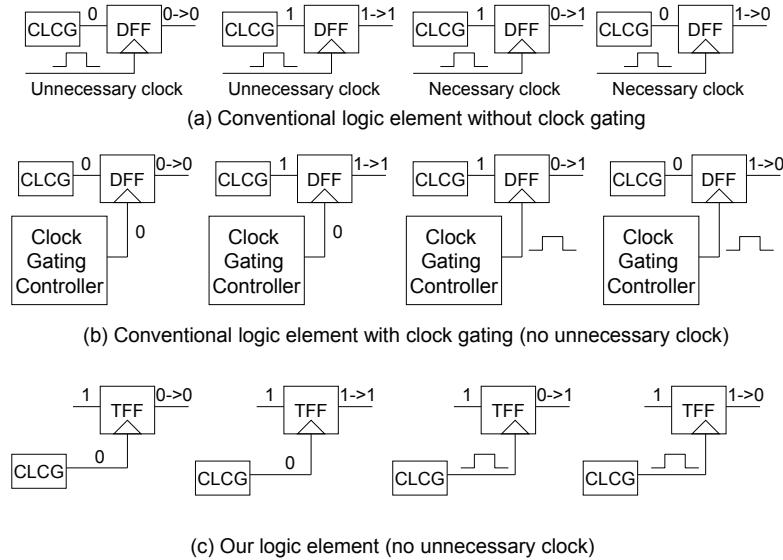 0 0->0 1 1->1 1 0->1 0 1->0
CLCG DFF CLCG DFF CLCG DFF CLCG DFF
Unnecessary clock Unnecessary clock Necessary clock Necessary clock
(a) Conventional logic element without clock gating
0 0->0 1 1->1 1 0->1 0 1->0
CLCG DFF CLCG DFF CLCG DFF CLCG DFF
0 0
Clock Clock Clock Clock
Gating Gating Gating Gating
Controller Controller Controller Controller
(b) Conventional logic element with clock gating (no unnecessary clock)
1 0->0 1 1->1 1 0->1 1 1->0
TFF TFF TFF TFF
0 0
CLCG CLCG CLCG CLCG
(c) Our logic element (no unnecessary clock)